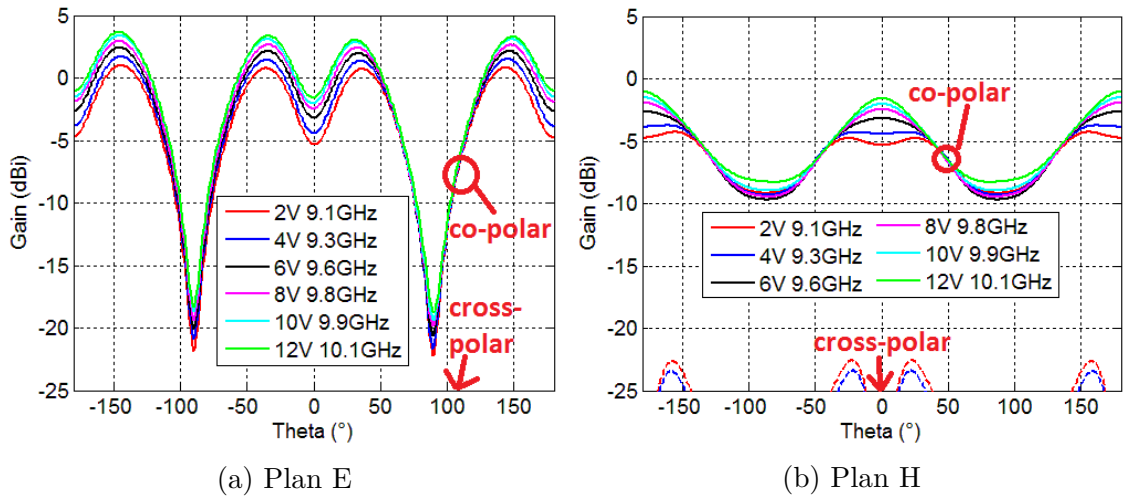 5
0
-5
-10
-15
-20
-25
Gain (dBi)
-150 -100 -50 0 50 100 150
Theta (°)
2V 9.1GHz
4V 9.3GHz
6V 9.6GHz
8V 9.8GHz
10V 9.9GHz
12V 10.1GHz
co-polar
cross-
polar
(a) Plan E
5
0
-5
-10
-15
-20
-25
Gain (dBi)
-150 -100 -50 0 50 100 150
Theta (°)
co-polar
2V 9.1GHz
4V 9.3GHz
6V 9.6GHz
8V 9.8GHz
10V 9.9GHz
12V 10.1GHz
cross-polar
(b) Plan H